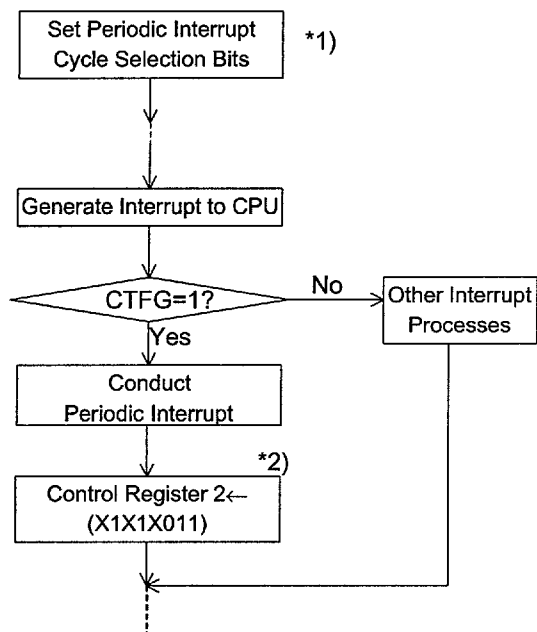 Set Periodic Interrupt
Cycle Selection Bits
*1)
Generate Interrupt to CPU
CTFG=1?
No
Other Interrupt
Processes
Yes
Conduct
Periodic Interrupt
*2)
Control Register 2←
(X1X1X011)